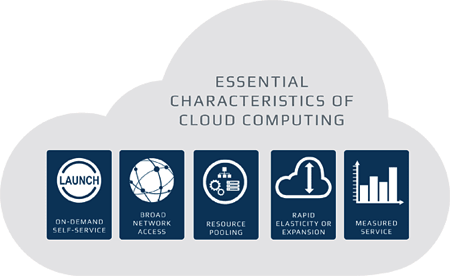 ESSENTIAL
CHARACTERISTICS OF
CLOUD COMPUTING
LAUNCH
ON-DEMAND
SELF-SERVICE
BROAD
NETWORK
ACCESS
RESOURCE
POOLING
RAPID
ELASTICITY OR
EXPANSION
MEASURED
SERVICE